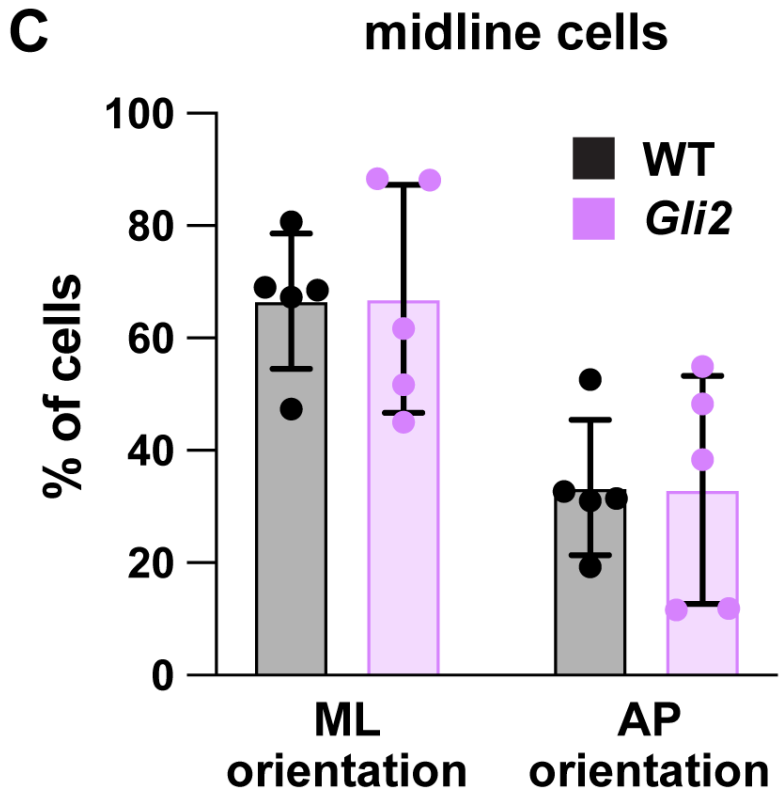 C
midline cells
% of cells
100
80
60
40
20
0
WT
Gli2
ML
orientation
AP
orientation